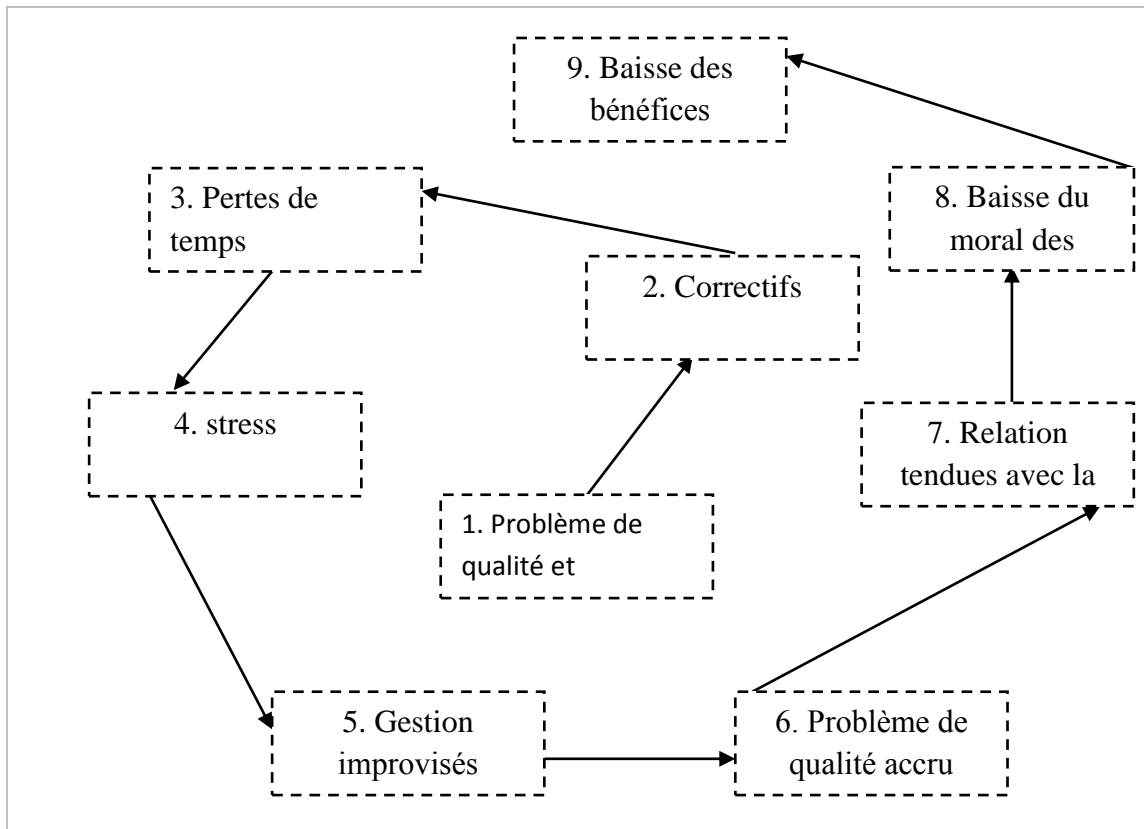 9. Baisse des
bénéfices
3. Pertes de
temps
8. Baisse du
moral des
2. Correctifs
4. stress
7. Relation
tendues avec la
1. Problème de
qualité et
5. Gestion
improvisés
6. Problème de
qualité accru